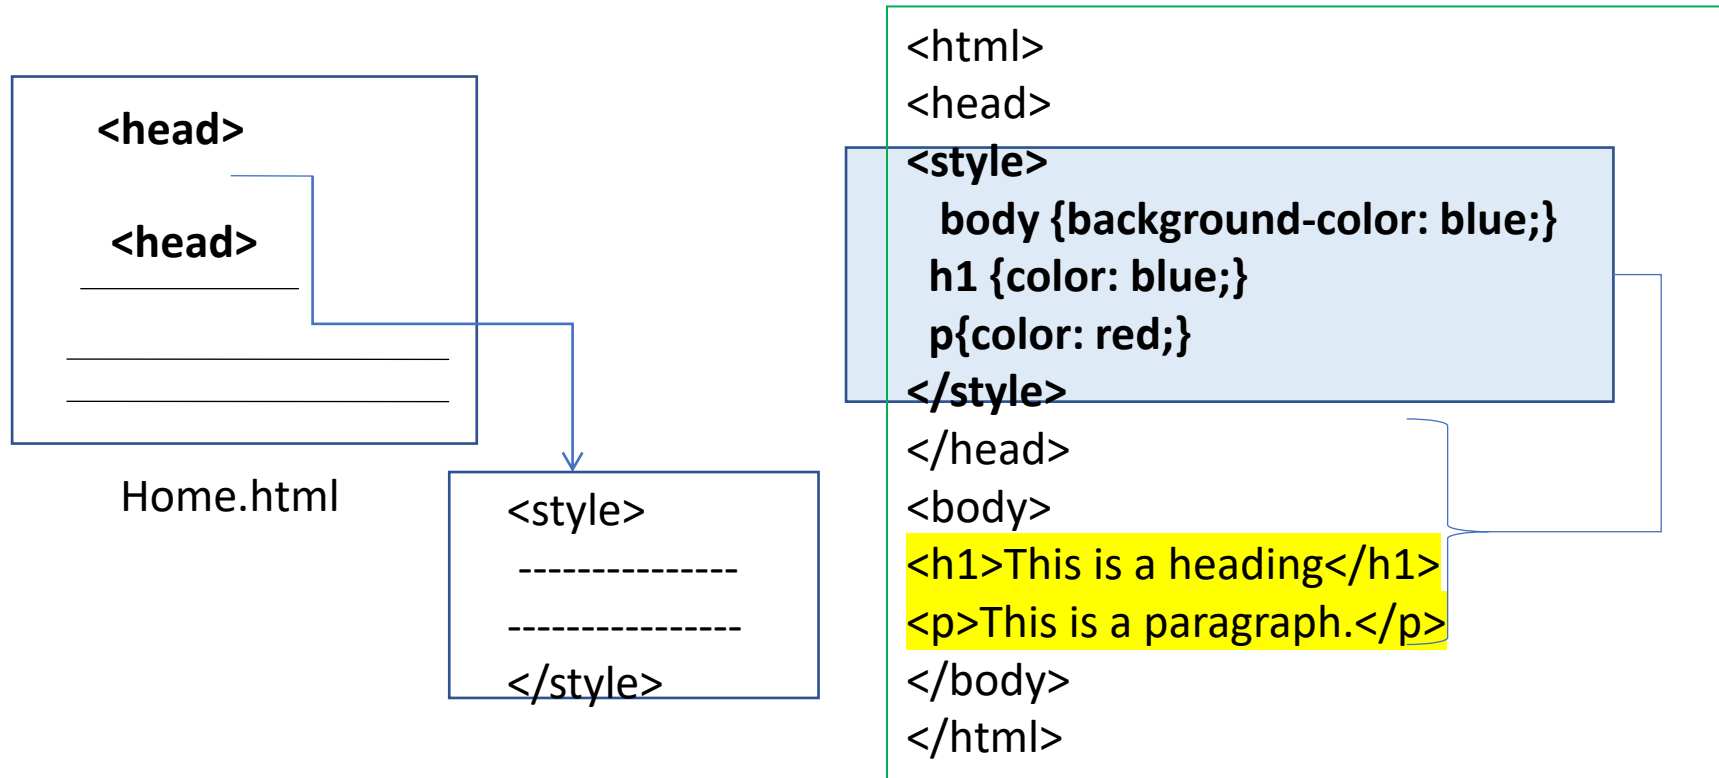 <head>
<head>
Home.html
<style>
---------------
----------------
</style>
<html>
<head>
<style>
body {background-color: blue;}
h1 {color: blue;}
p{color: red;}
</style>
</head>
<body>
<h1>This is a heading</h1>
<p>This is a paragraph.</p>
</body>
</html>